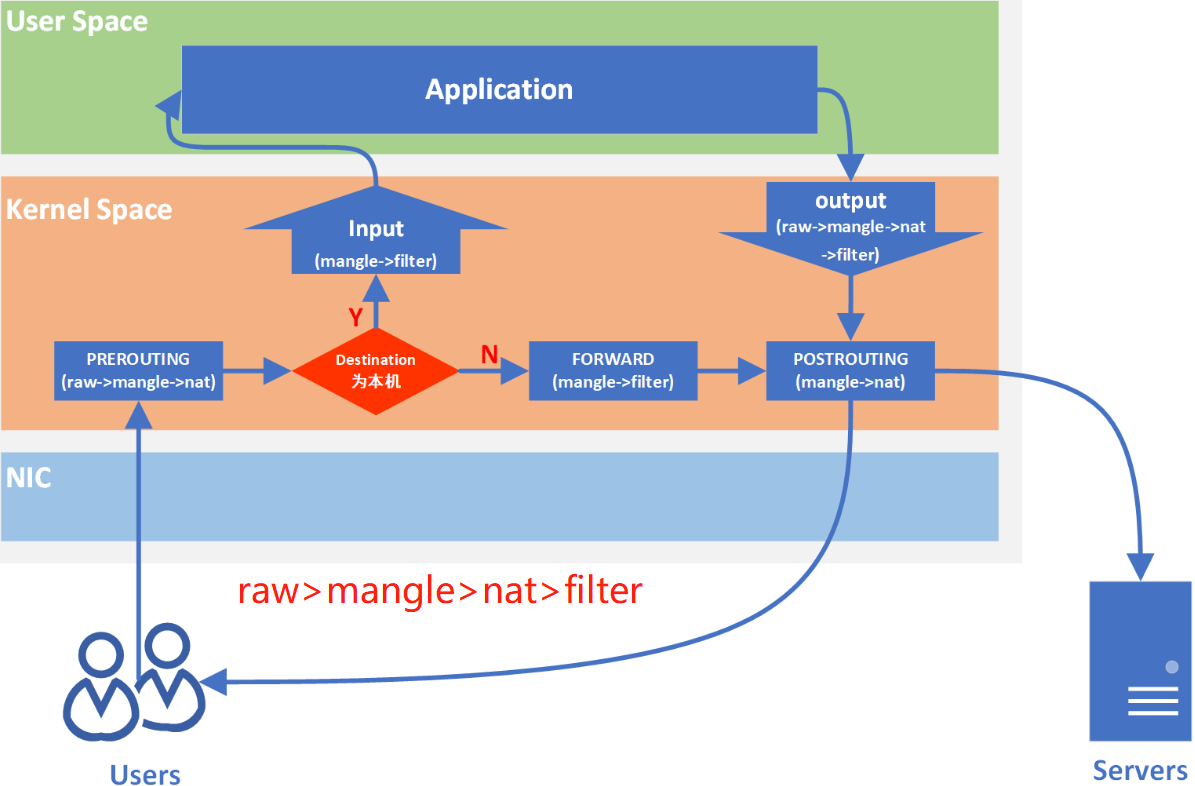 User Space
Application
Kernel Space
Input
(mangle->filter)
output
(raw->mangle->nat
->filter)
Y
N
PREROUTING
(raw->mangle->nat)
Destination
为本机
FORWARD
(mangle->filter)
POSTROUTING
(mangle->nat)
NIC
raw>mangle>nat>filter
Users
Servers